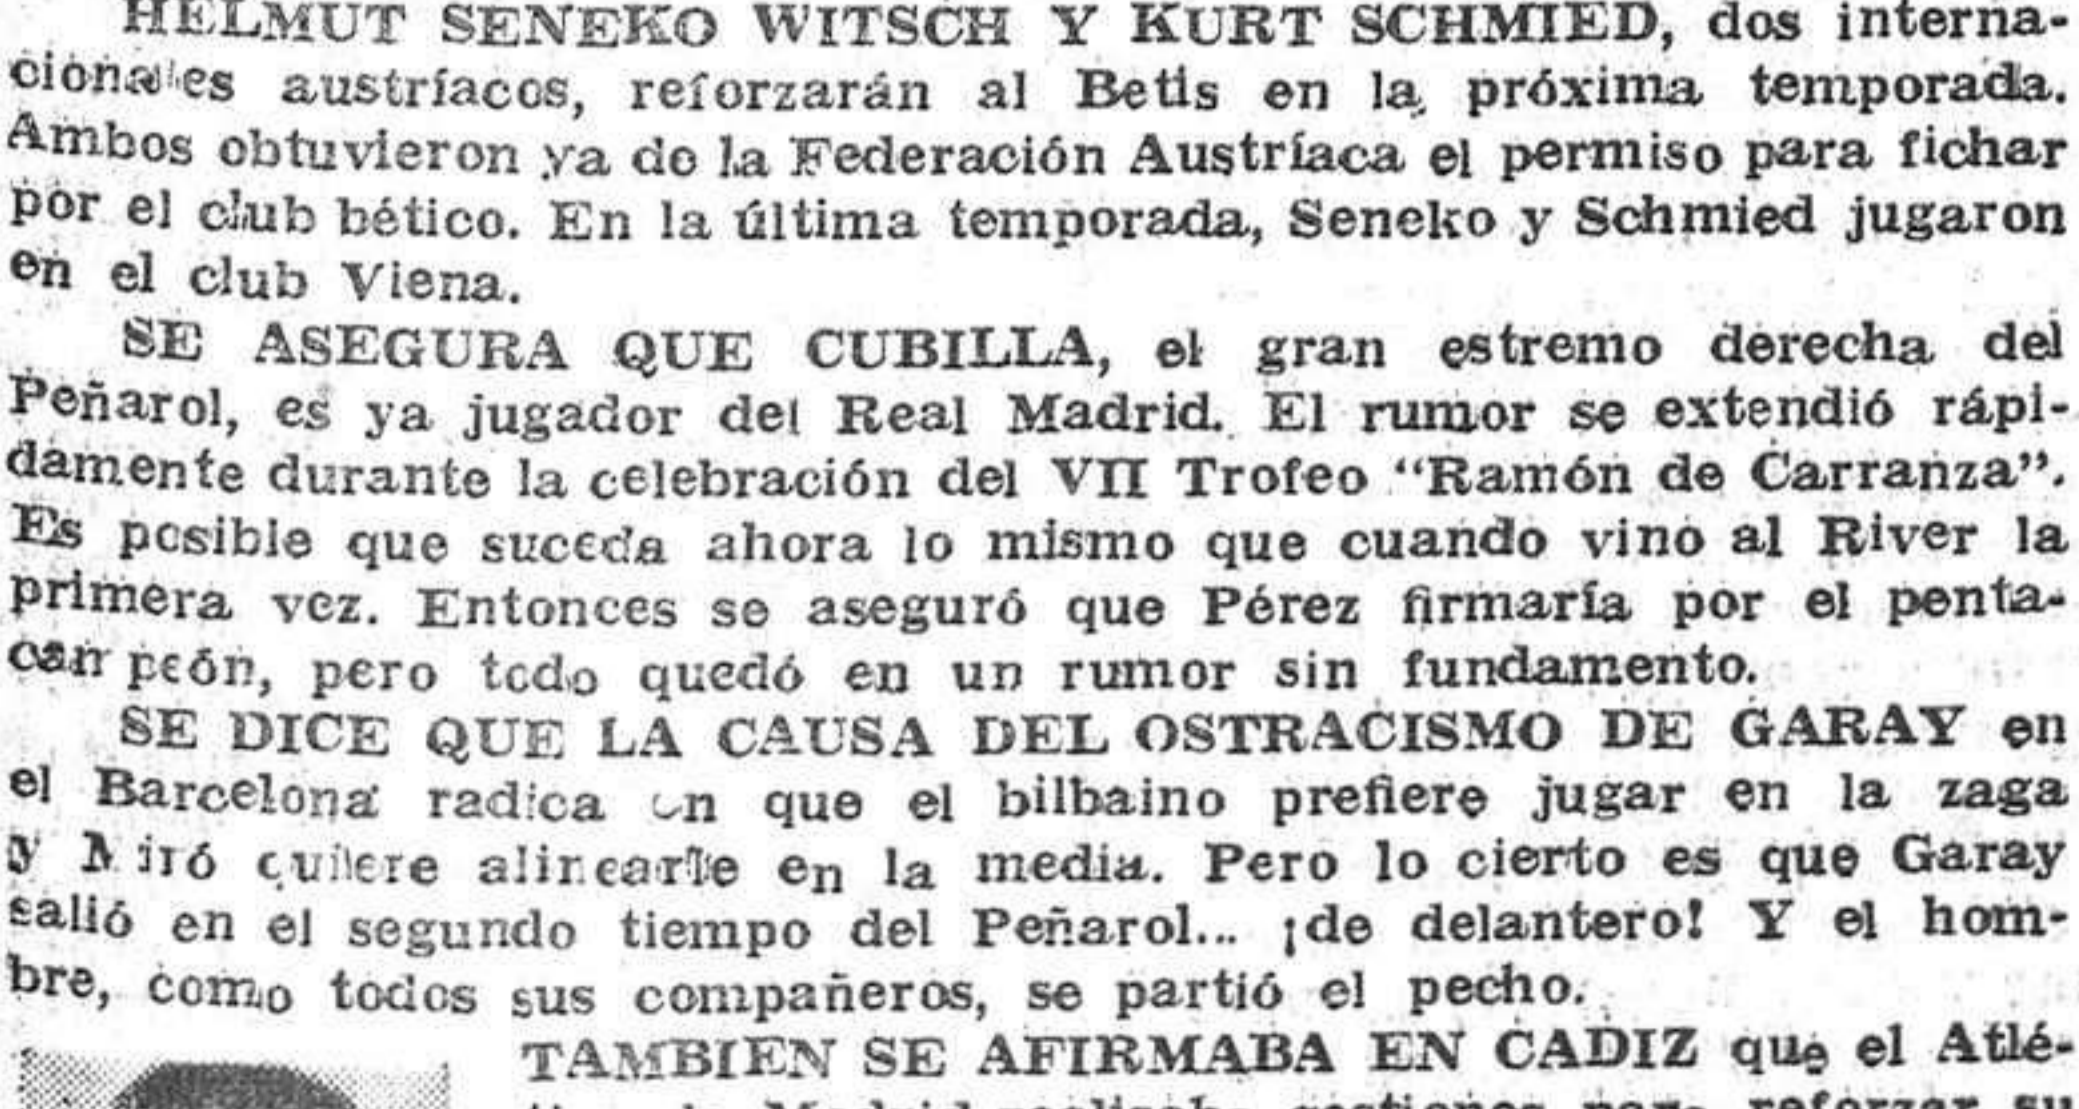 HELMUT SENEKO WITSCH Y KURT SCHMIED, dos interna-
cionales austríacos, reforzarán al Betis en la próxima temporada.
Ambos obtuvieron ya de la Federación Austríaca el permiso para fichar
por el club bético. En la última temporada, Seneko y Schmied jugaron
en el club Viena.
SE ASEGURA QUE CUBILLA, el gran estremo derecha del
Peñarol, es ya jugador del Real Madrid. El rumor se extendió rápi-
damente durante la celebración del VII Trofeo "Ramón de Carranza".
Es posible que suceda ahora lo mismo que cuando vino al River la
primera vez. Entonces se aseguró que Pérez firmaría por el penta-
campeón, pero todo quedó en un rumor sin fundamento.
SE DICE QUE LA CAUSA DEL OSTRACISMO DE GARAY en
el Barcelona radica en que el bilbaino prefiere jugar en la zaga
y Miró quiere alinearle en la media. Pero lo cierto es que Garay
salió en el segundo tiempo del Peñarol... ¡de delantero! Y el hom-
bre, como todos sus compañeros, se partió el pecho.
TAMBIEN SE AFIRMABA EN CADIZ que el Atlé-